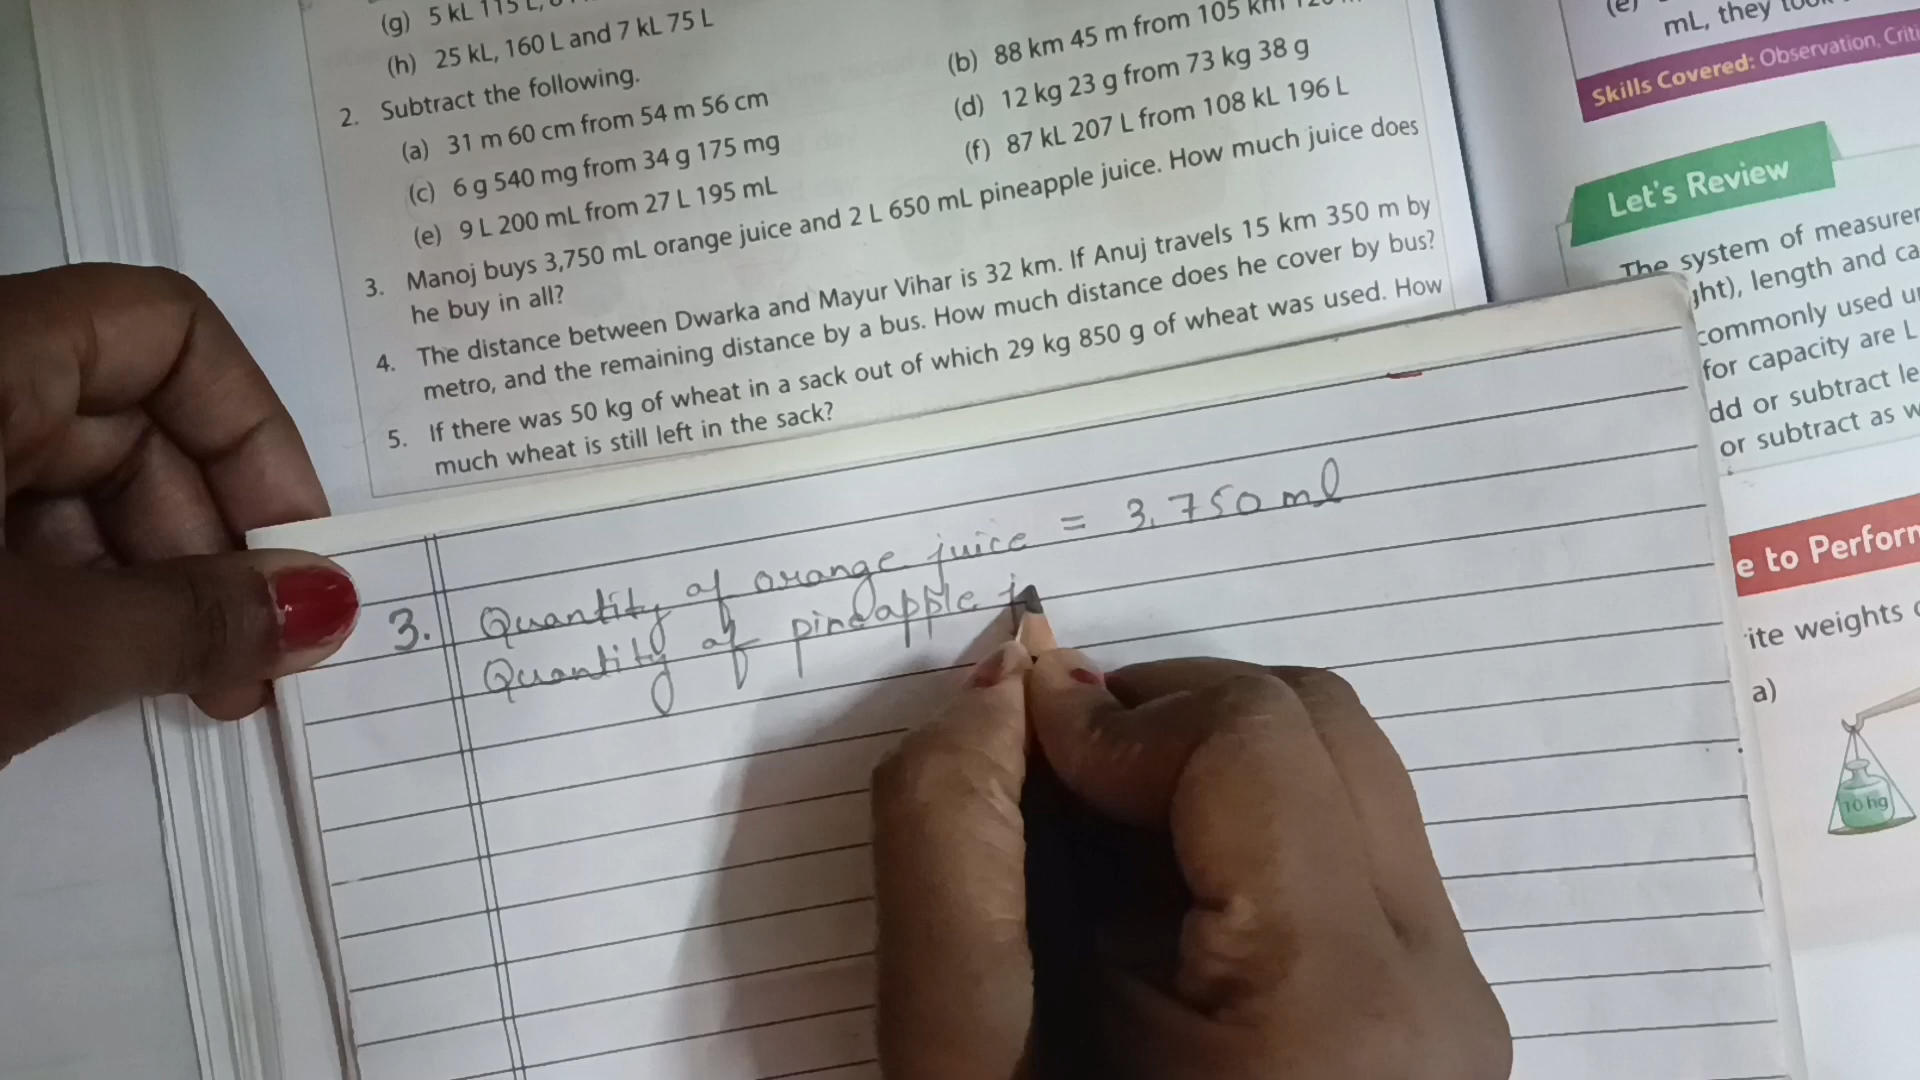 (g) 5 kL 115 L,
(h) 25 kL, 160 L and 7 kL 75 L
2. Subtract the following.
(a) 31 m 60 cm from 54 m 56 cm
(b) 88 km 45 m from 105 km
(c) 6 g 540 mg from 34 g 175 mg
(d) 12 kg 23 g from 73 kg 38 g
(e) 9 L 200 mL from 27 L 195 mL
(f) 87 kL 207 L from 108 kL 196 L
3. Manoj buys 3,750 mL orange juice and 2 L 650 mL pineapple juice. How much juice does
he buy in all?
4. The distance between Dwarka and Mayur Vihar is 32 km. If Anuj travels 15 km 350 m by
metro, and the remaining distance by a bus. How much distance does he cover by bus?
5. If there was 50 kg of wheat in a sack out of which 29 kg 850 g of wheat was used. How
much wheat is still left in the sack?
3. Quantity of orange juice = 3,750 ml
Quantity of pineapple j
(e)
mL, they
Skills Covered: Observation,
Let's Review
The system of
length and
commonly used
for capacity are L
or subtract
or subtract as
e to
weights
a)
10 hg